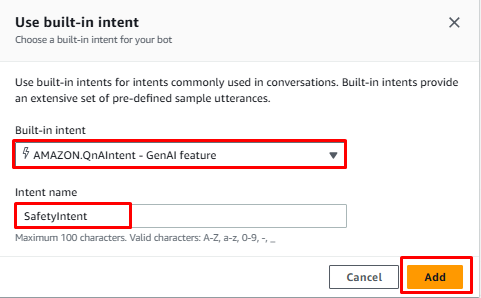 Use built-in intent
Choose a built-in intent for your bot
Use built-in intents for intents commonly used in conversations. Built-in intents provide
an extensive set of pre-defined sample utterances.
Built-in intent
AMAZON.QnAIntent - GenAI feature
Intent name
SafetyIntent
Maximum 100 characters. Valid characters: A-Z, a-z, 0-9, -, _
Cancel
Add